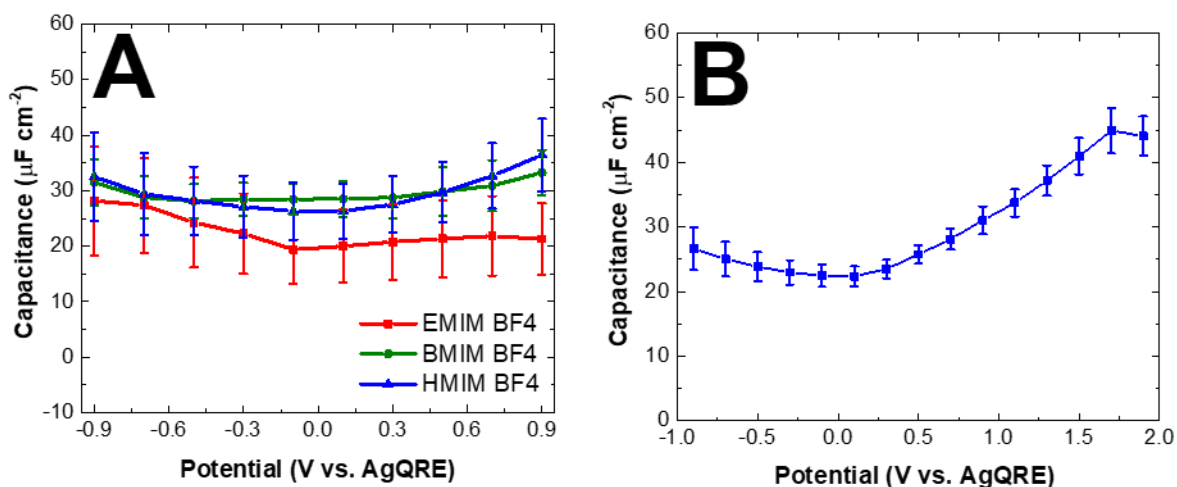 A
Capacitance (µF cm-2)
60
50
40
30
20
10
0
-10
EMIM BF4
BMIM BF4
HMIM BF4
-0.9 -0.6 -0.3 0.0 0.3 0.6 0.9
Potential (V vs. AgQRE)
B
Capacitance (µF cm-2)
60
50
40
30
20
10
0
-1.0 -0.5 0.0 0.5 1.0 1.5 2.0
Potential (V vs. AgQRE)